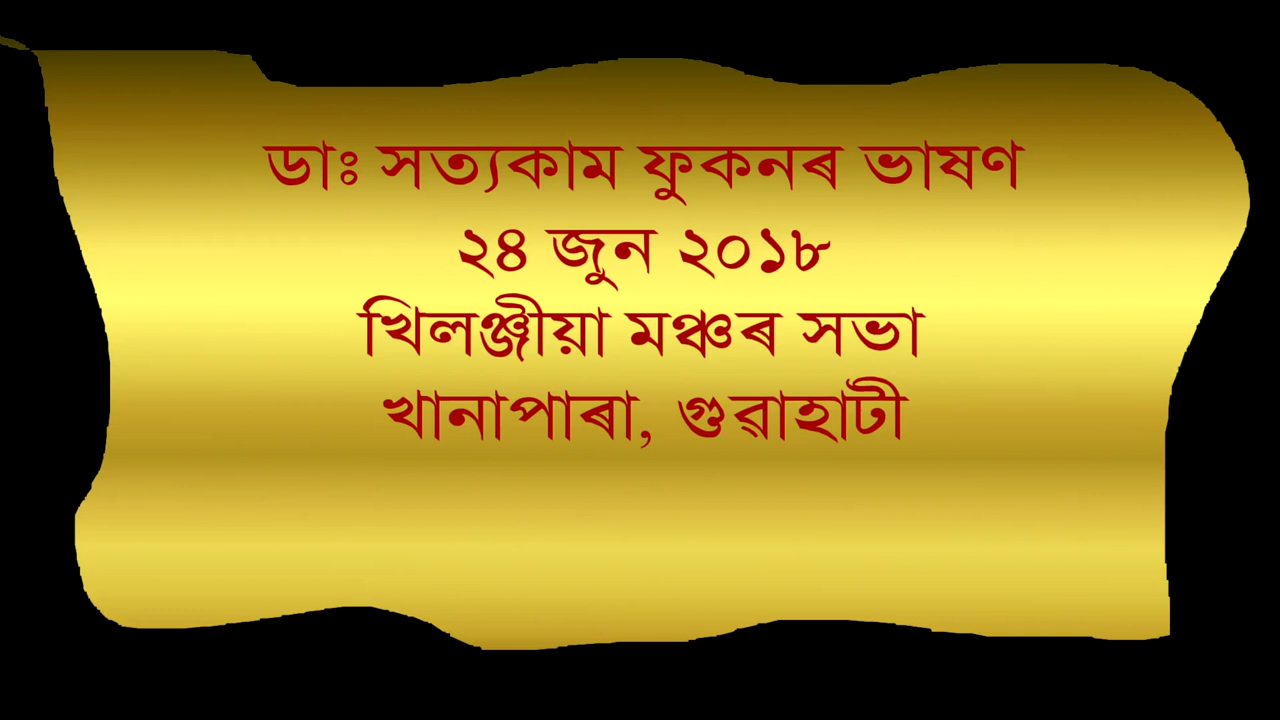 ডাঃ সত্যকাম ফুকনৰ ভাষণ
২৪ জুন ২০১৮
খিলঞ্জীয়া মঞ্চৰ সভা
খানাপাৰা, গুৱাহাটী